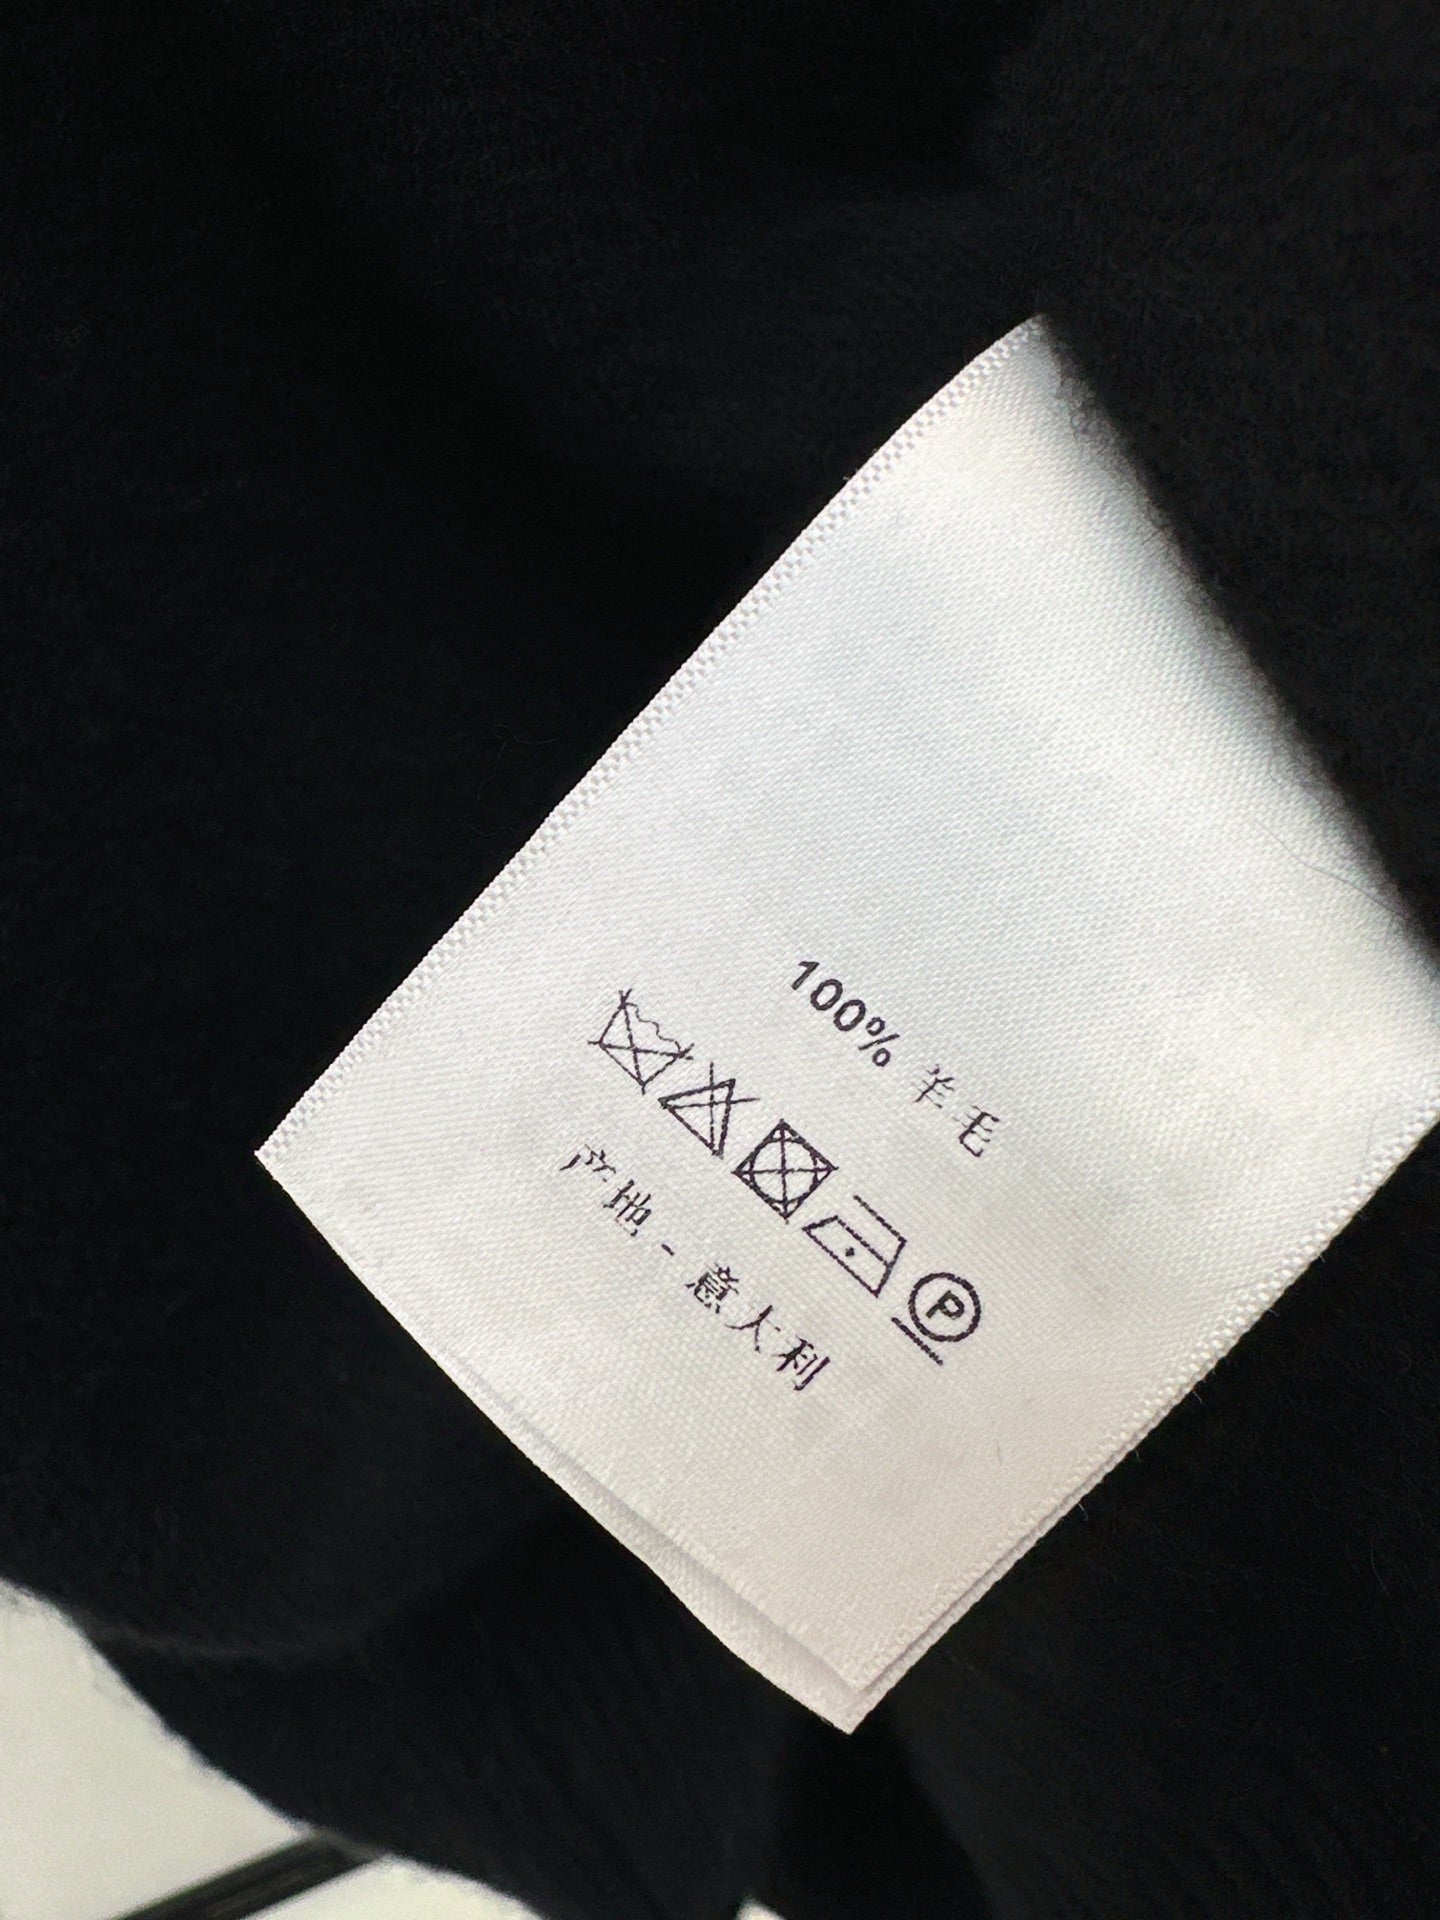 100% 羊毛
P
产地 - 意大利